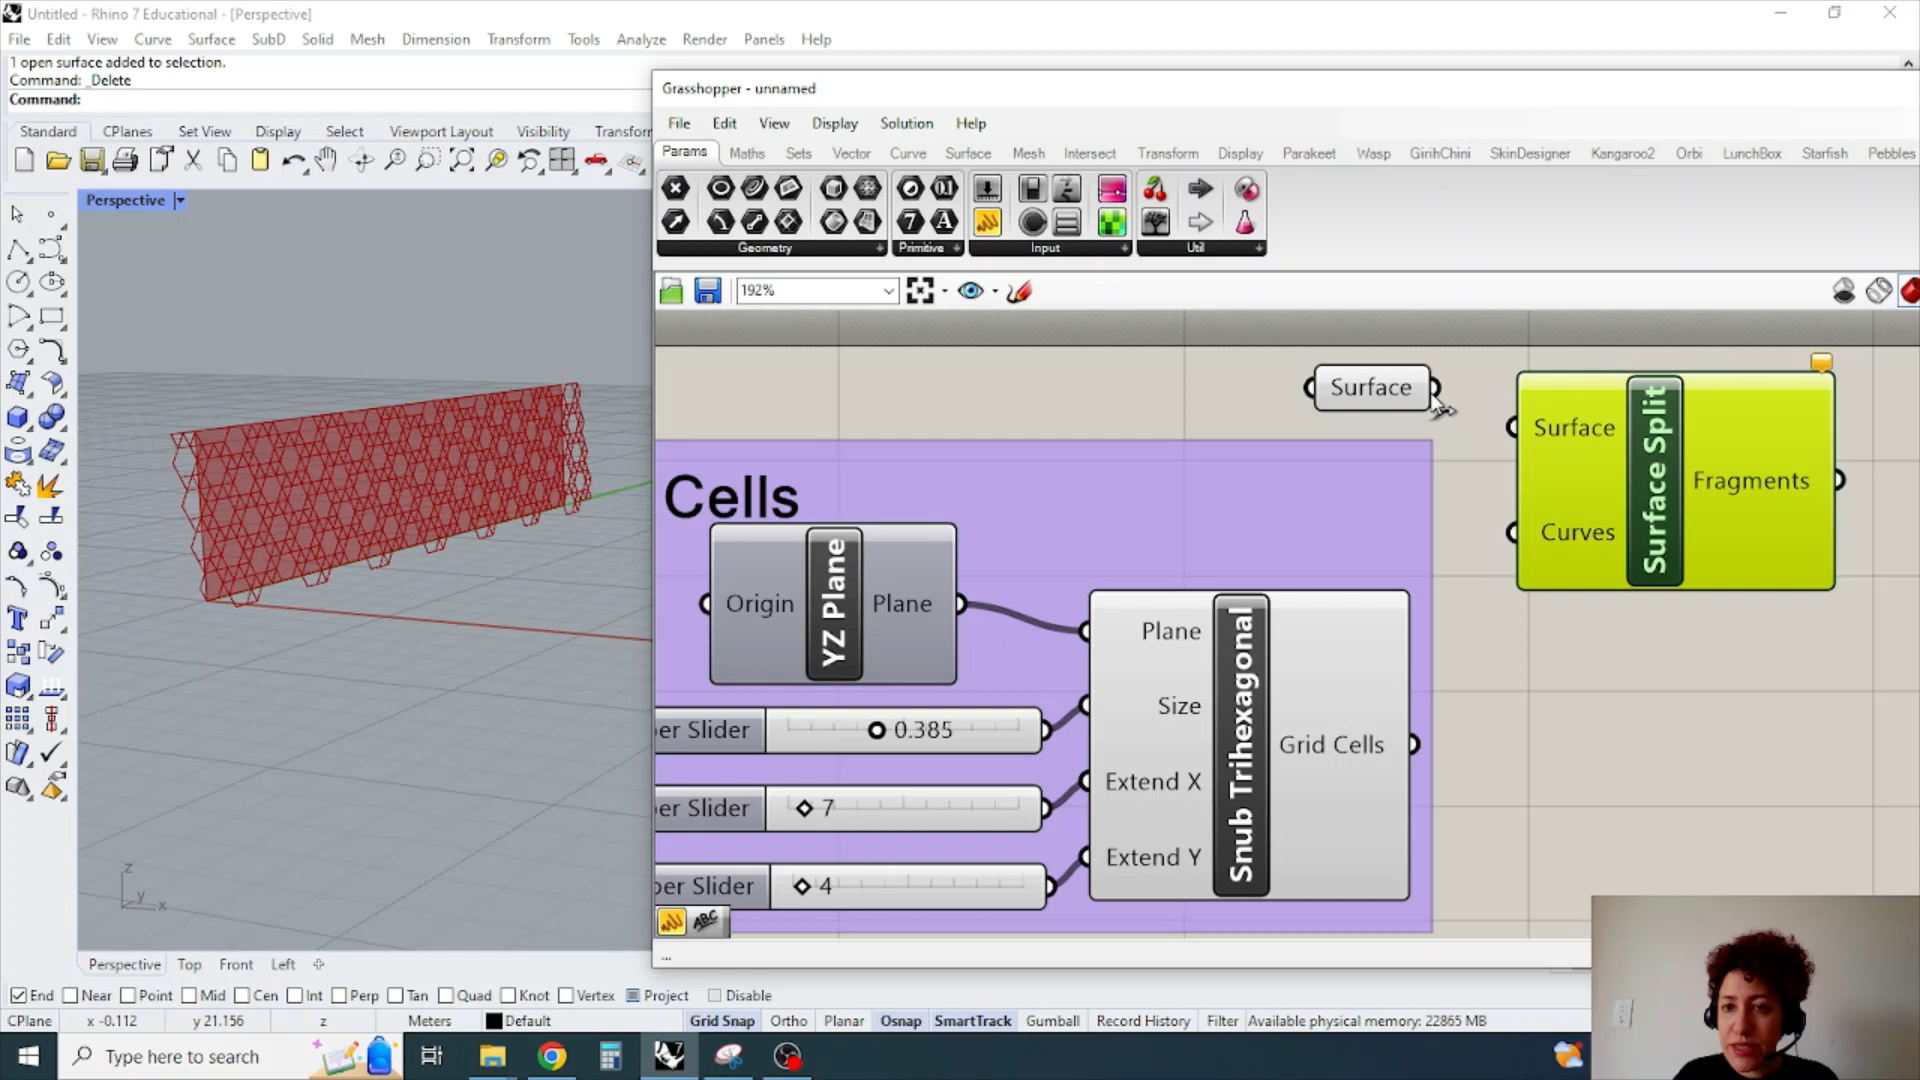 Untitled - Rhino 7 Educational - [Perspective]
File Edit View Curve Surface SubD Solid Mesh Dimension Transform Tools Analyze Render Panels Help
1 open surface added to selection.
Command: _Delete
Command:
Standard CPlanes Set View Display Select Viewport Layout Visibility Transform
Perspective
Grasshopper - unnamed
File Edit View Display Solution Help
Params Maths Sets Vector Curve Surface Mesh Intersect Transform Display Parakeet Wasp GirihChini SkinDesigner Kangaroo2 Orbi LunchBox Starfish Pebbles
Geometry Primitive Input Util
192%
Surface
Surface
Curves
Surface Split
Fragments
Cells
Origin
YZ Plane
Plane
Plane
Size
Extend X
Extend Y
Snub Trihexagonal
Grid Cells
er Slider 0.385
er Slider 7
er Slider 4
ABC
...
z
y
x
Perspective Top Front Left
End Near Point Mid Cen Int Perp Tan Quad Knot Vertex Project Disable
CPlane x -0.112 y 21.156 z Meters Default Grid Snap Ortho Planar Osnap SmartTrack Gumball Record History Filter Available physical memory: 22865 MB
Type here to search